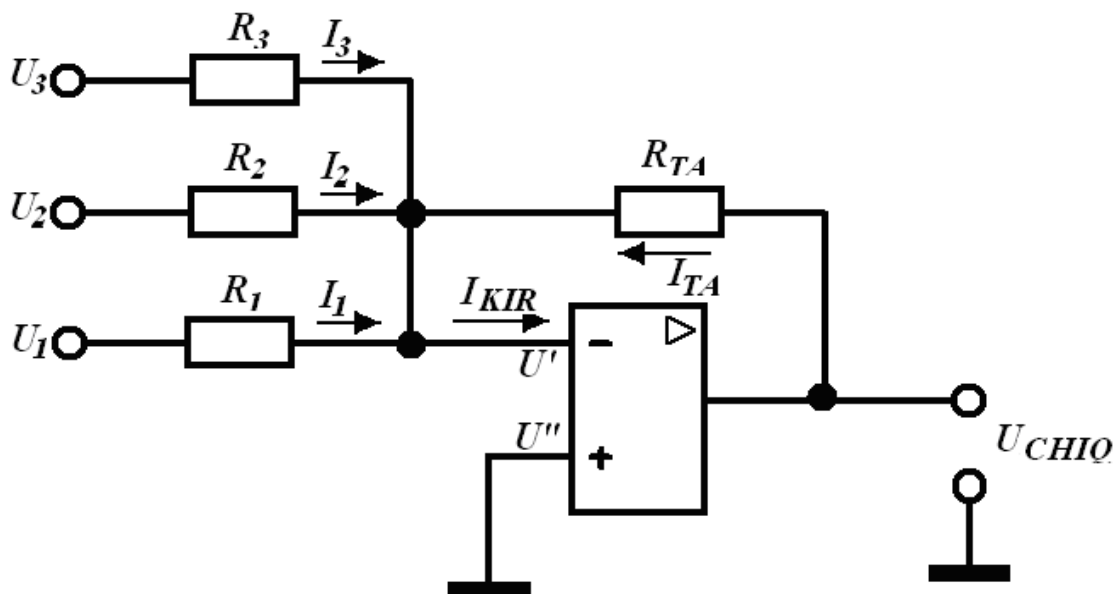 R3 I3
U3
R2 I2 RTA
U2
ITA
R1 I1 IKIR
U1
U' -
U" +
UCHIQ